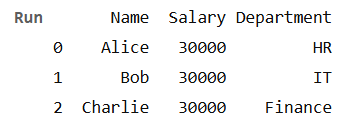 Run Name Salary Department
0 Alice 30000 HR
1 Bob 30000 IT
2 Charlie 30000 Finance